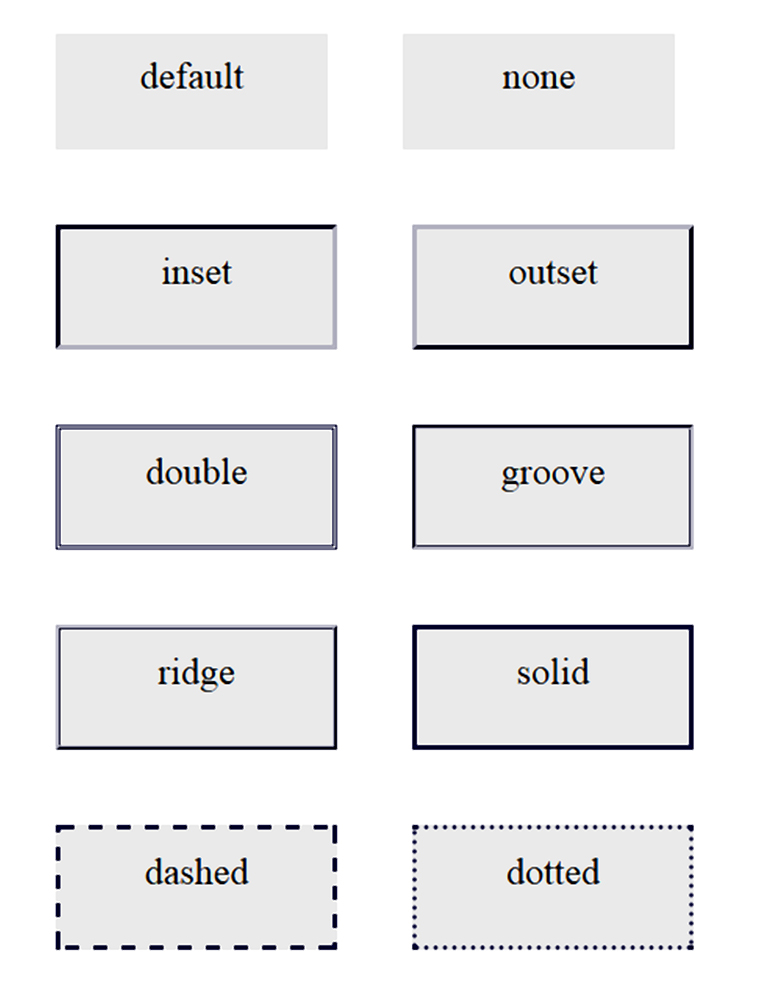 default
none
inset
outset
double
groove
ridge
solid
dashed
dotted